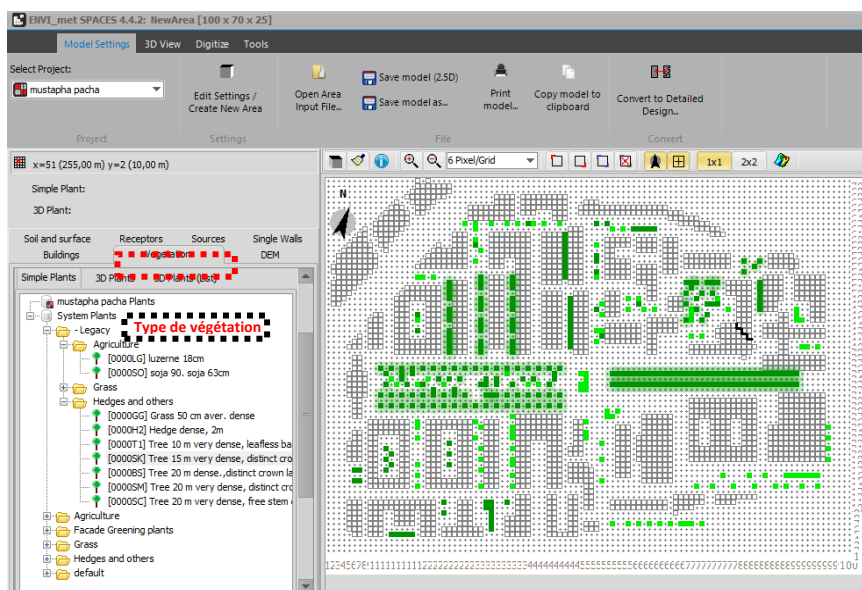 ENVI_met SPACES 4.4.2: NewArea [100 x 70 x 25]
Model Settings 3D View Digitize Tools
Select Project:
mustapha pacha
Edit Settings /
Create New Area
Open Area
Input File...
Save model (2.5D)
Save model as...
Print
model...
Copy model to
clipboard
Convert to Detailed
Design...
Project Settings File Convert
x=51 (255,00 m) y=2 (10,00 m)
6 Pixel/Grid
1x1 2x2
Simple Plant:
3D Plant:
Soil and surface Receptors Sources Single Walls
Buildings Vegetation DEM
Simple Plants 3D Plants 3D Plants (List)
N
mustapha pacha Plants
System Plants
- Legacy
Type de végétation
Agriculture
[0000LG] luzerne 18cm
[0000SO] soja 90. soja 63cm
Grass
Hedges and others
[0000GG] Grass 50 cm aver. dense
[0000H2] Hedge dense, 2m
[0000T1] Tree 10 m very dense, leafless ba
[0000SK] Tree 15 m very dense, distinct cro
[0000BS] Tree 20 m dense.,distinct crown la
[0000SM] Tree 20 m very dense, distinct crc
[0000SC] Tree 20 m very dense, free stem
Agriculture
Facade Greening plants
Grass
Hedges and others
default